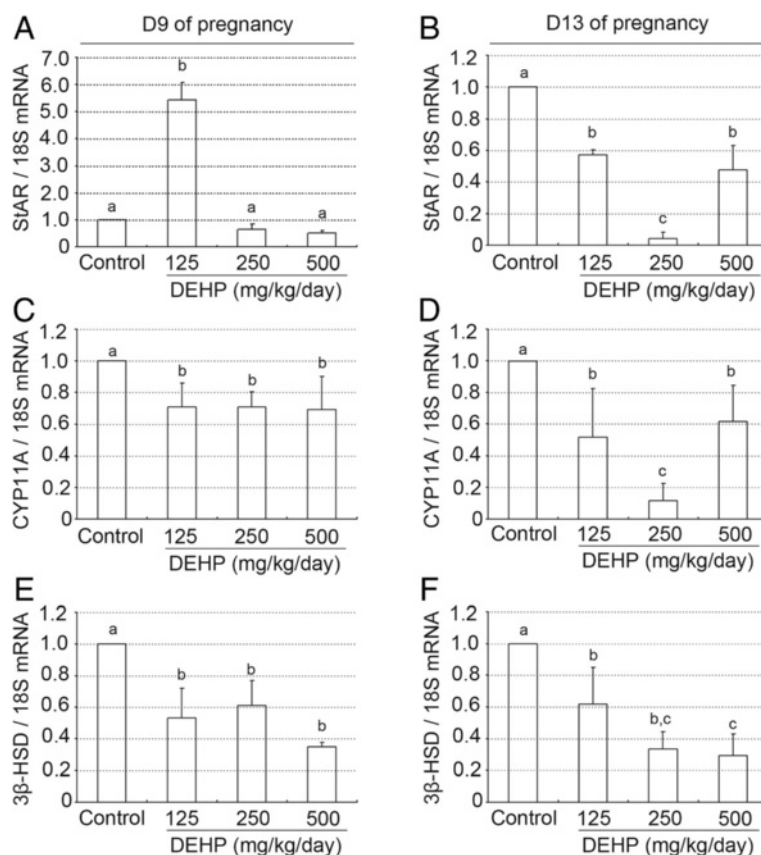 A
D9 of pregnancy
StAR / 18S mRNA
7.0
6.0
5.0
4.0
3.0
2.0
1.0
0
a
b
a
a
Control
125
250
500
DEHP (mg/kg/day)
B
D13 of pregnancy
StAR / 18S mRNA
1.2
1.0
0.8
0.6
0.4
0.2
0
a
b
c
b
Control
125
250
500
DEHP (mg/kg/day)
C
CYP11A / 18S mRNA
1.2
1.0
0.8
0.6
0.4
0.2
0
a
b
b
b
Control
125
250
500
DEHP (mg/kg/day)
D
CYP11A / 18S mRNA
1.2
1.0
0.8
0.6
0.4
0.2
0
a
b
c
b
Control
125
250
500
DEHP (mg/kg/day)
E
3β-HSD / 18S mRNA
1.2
1.0
0.8
0.6
0.4
0.2
0
a
b
b
b
Control
125
250
500
DEHP (mg/kg/day)
F
3β-HSD / 18S mRNA
1.2
1.0
0.8
0.6
0.4
0.2
0
a
b
b,c
c
Control
125
250
500
DEHP (mg/kg/day)